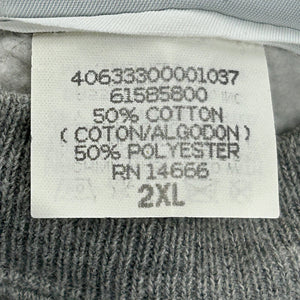 40633300001037
61585800
50% COTTON
(COTON/ALGODON)
50% POLYESTER
RN 14666
2XL